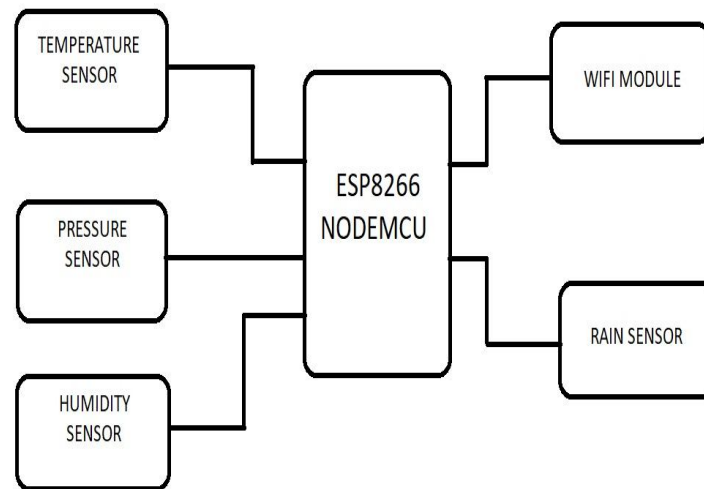 TEMPERATURE
SENSOR
PRESSURE
SENSOR
HUMIDITY
SENSOR
ESP8266
NODEMCU
WIFI MODULE
RAIN SENSOR